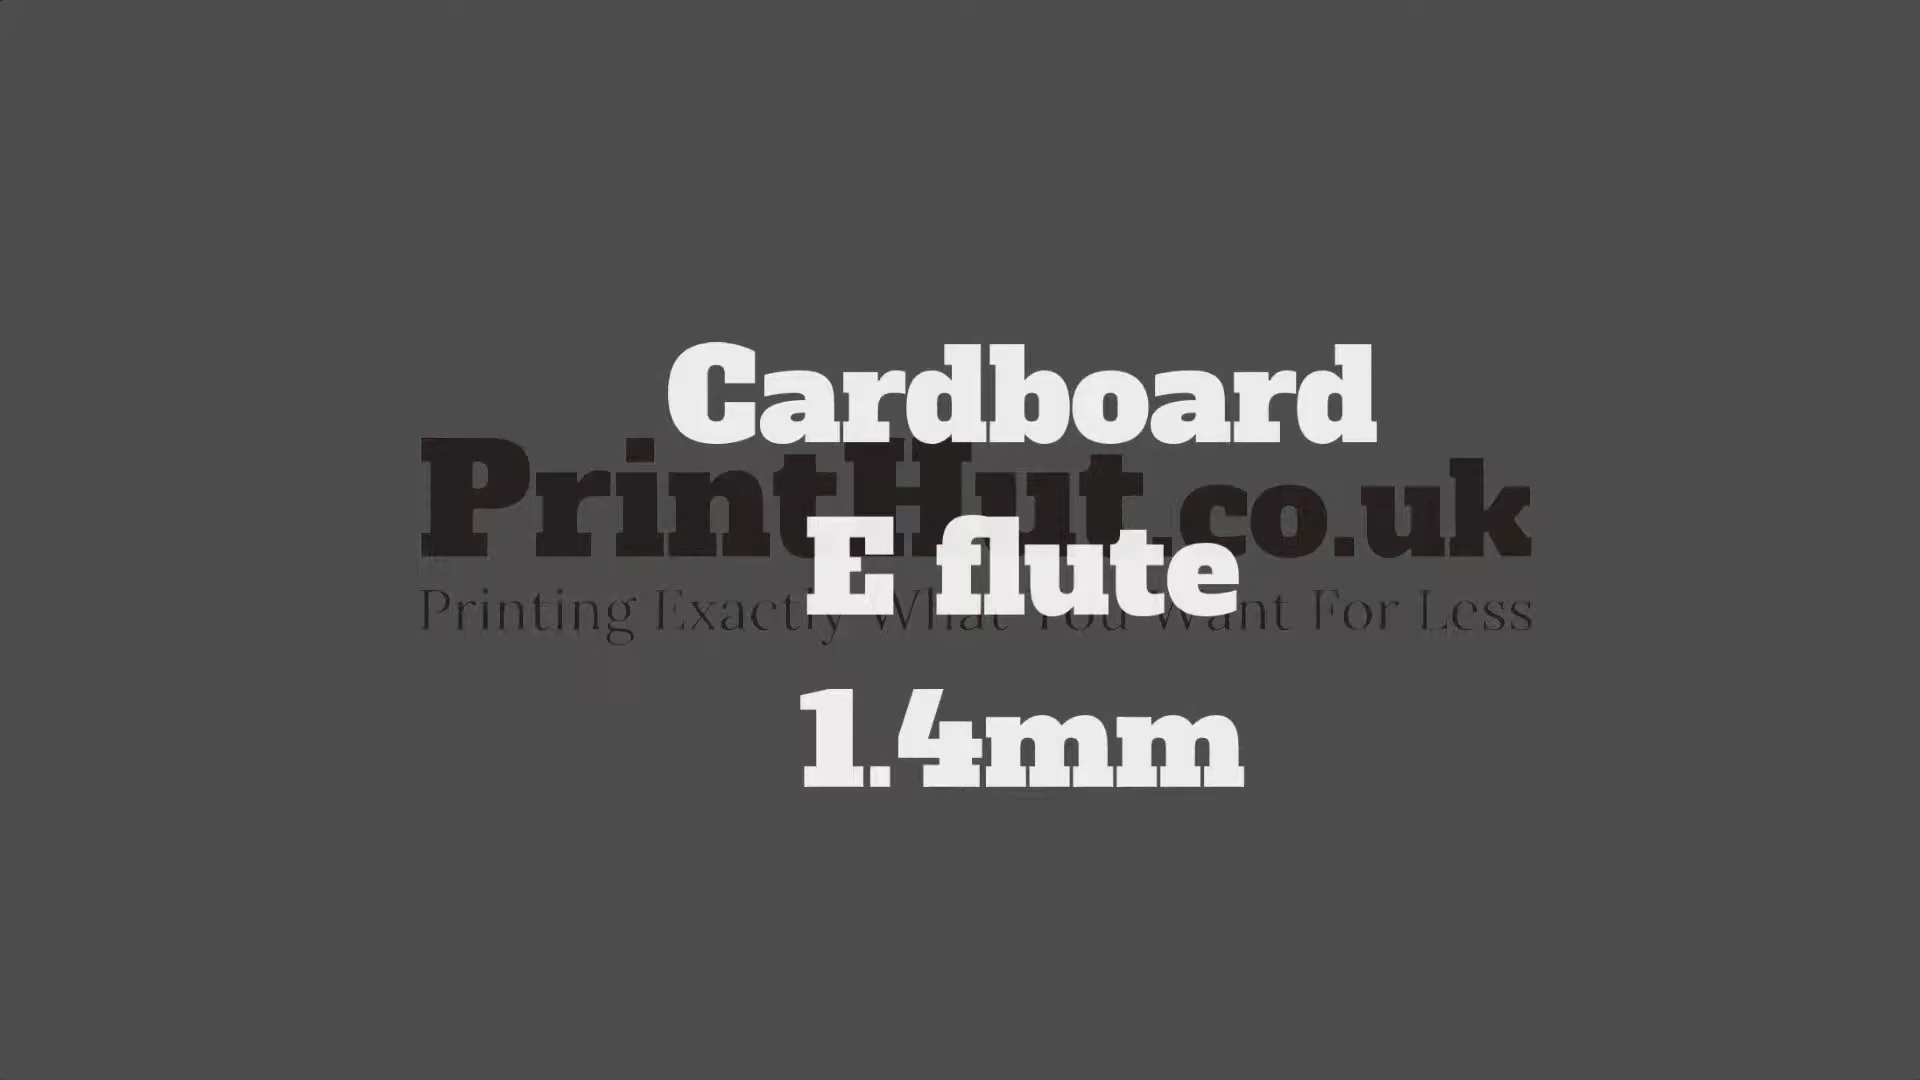 Cardboard
PrintHut.co.uk
E flute
Printing Exactly What You Want For Less
1.4mm